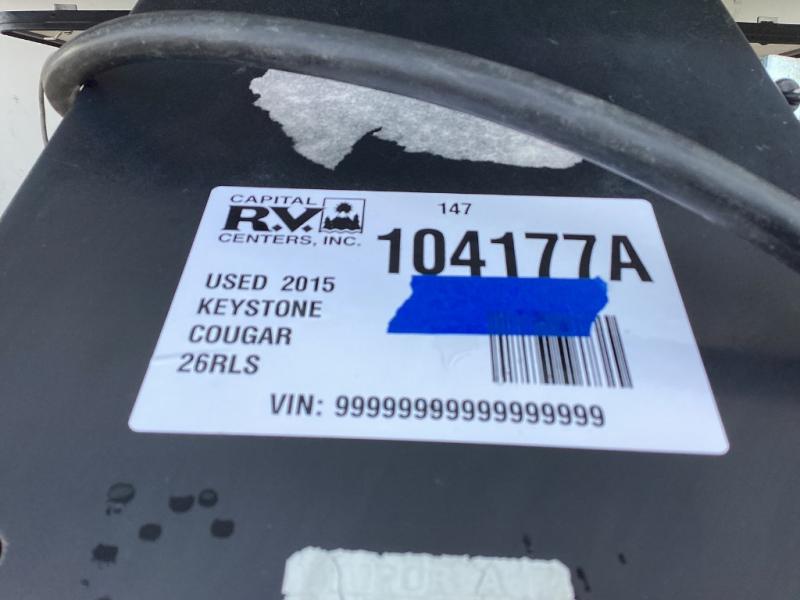 CAPITAL
R.V.
CENTERS, INC.
147
104177A
USED 2015
KEYSTONE
COUGAR
26RLS
VIN: 99999999999999999